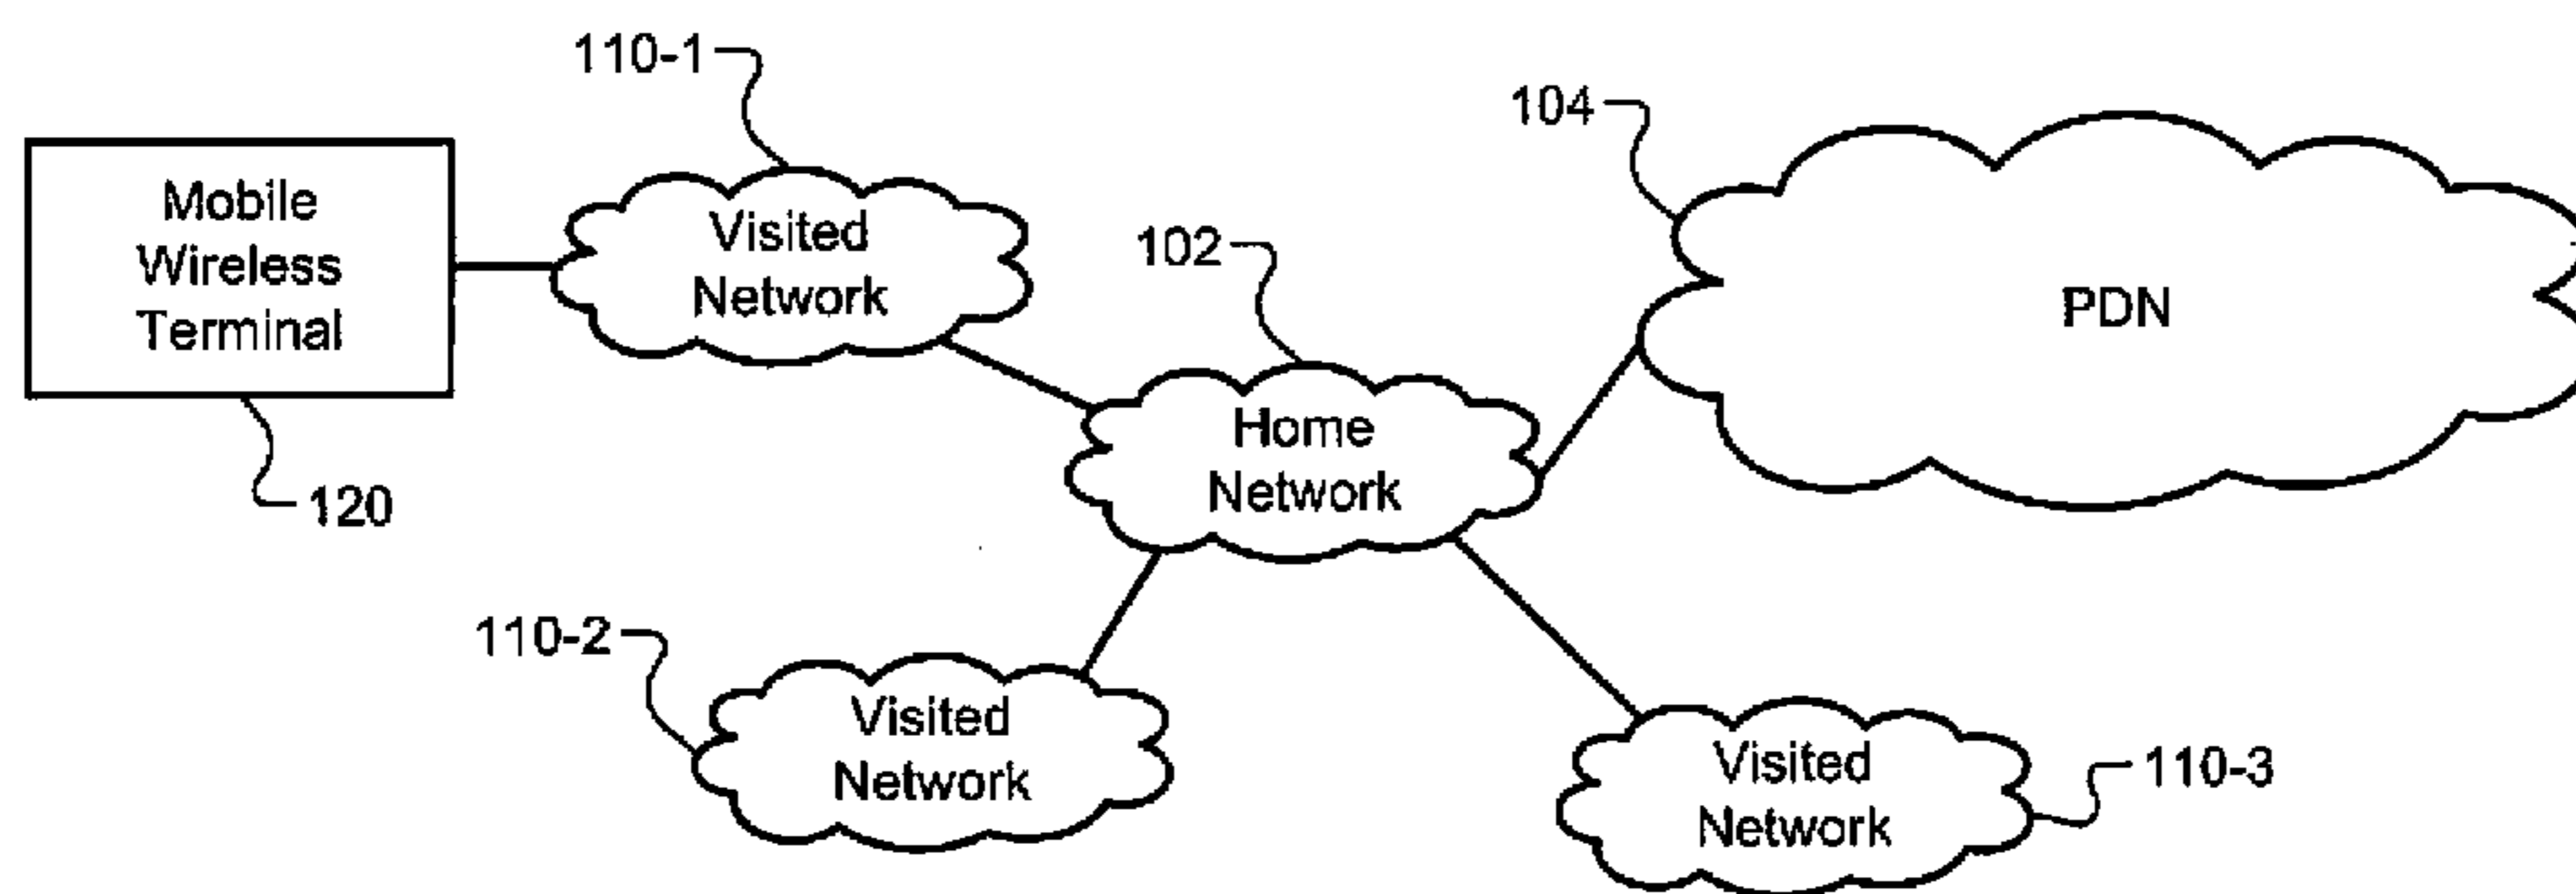 110-1
104
Mobile
Wireless
Terminal
Visited
Network
102
PDN
Home
Network
120
110-2
Visited
Network
Visited
Network
110-3